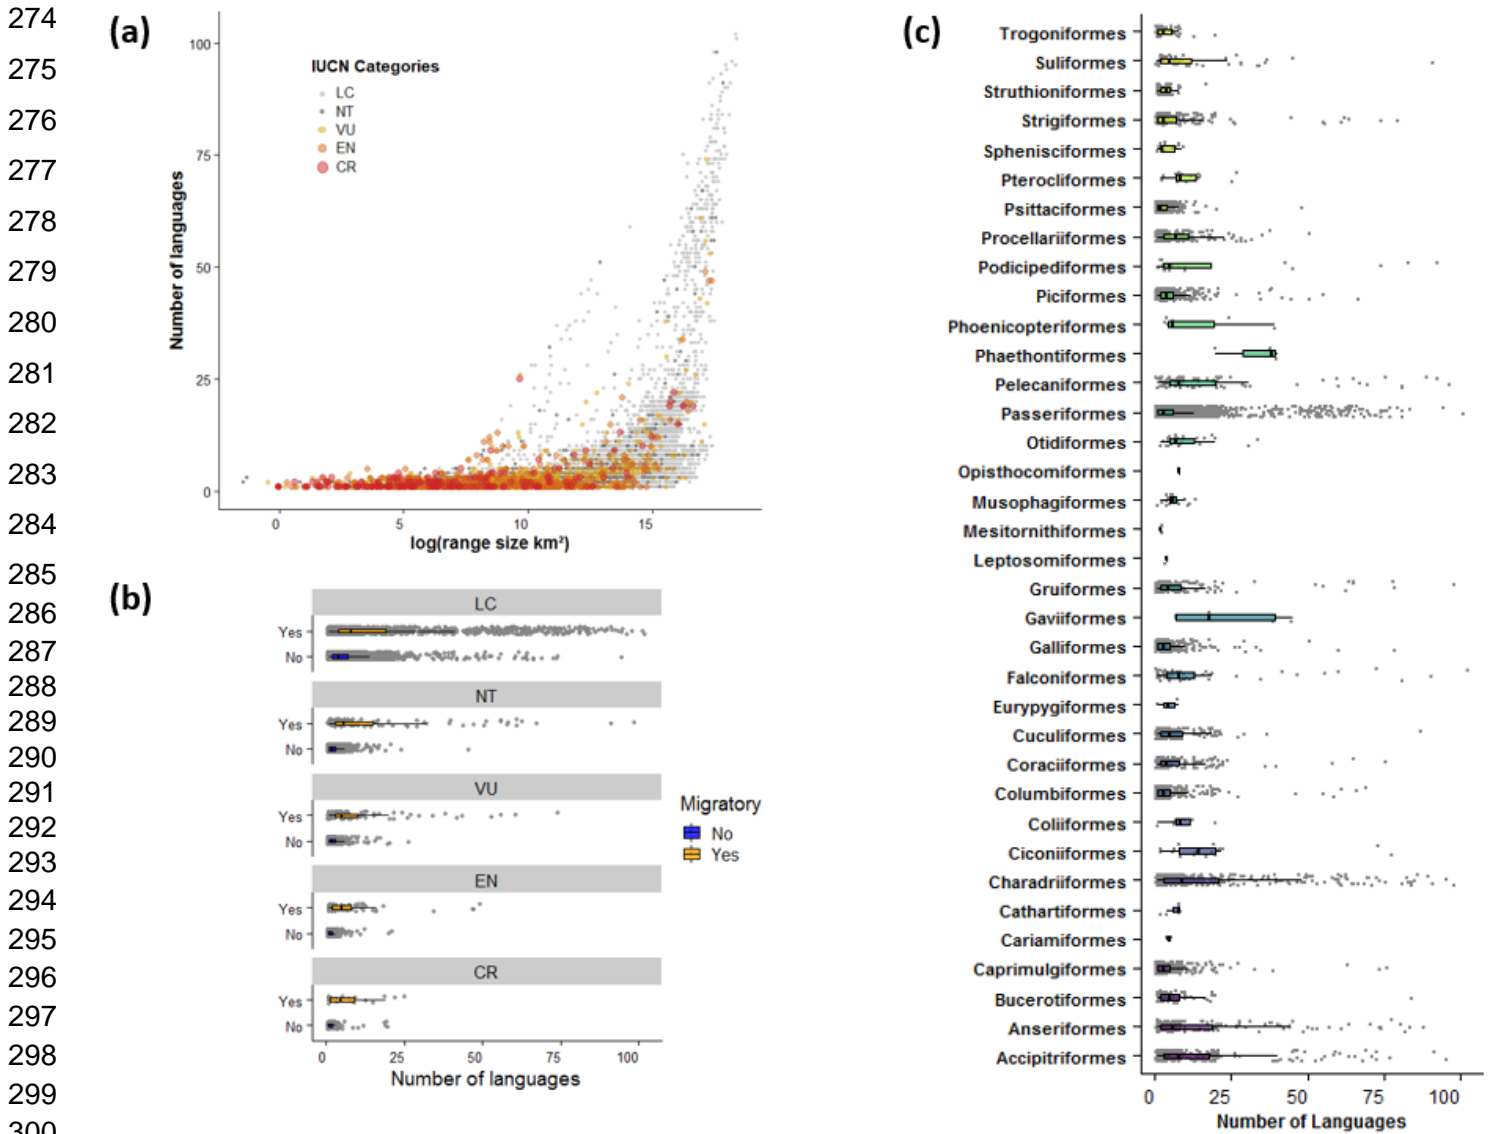 274
275
276
277
278
279
280
281
282
283
284
285
286
287
288
289
290
291
292
293
294
295
296
297
298
299
300
(a)
Number of languages
100
75
50
25
0
IUCN Categories
LC
NT
VU
EN
CR
0 5 10 15
log(range size km²)
(b)
LC
Yes
No
NT
Yes
No
VU
Yes
No
EN
Yes
No
CR
Yes
No
0 25 50 75 100
Number of languages
Migratory
No
Yes
(c)
Trogoniformes
Suliformes
Struthioniformes
Strigiformes
Sphenisciformes
Pterocliformes
Psittaciformes
Procellariiformes
Podicipediformes
Piciformes
Phoenicopteriformes
Phaethontiformes
Pelecaniformes
Passeriformes
Otidiformes
Opisthocomiformes
Musophagiformes
Mesitornithiformes
Leptosomiformes
Gruiformes
Gaviiformes
Galliformes
Falconiformes
Eurypygiformes
Cuculiformes
Coraciiformes
Columbiformes
Coliiformes
Ciconiiformes
Charadriiformes
Cathartiformes
Cariamiformes
Caprimulgiformes
Bucerotiformes
Anseriformes
Accipitriformes
0 25 50 75 100
Number of Languages